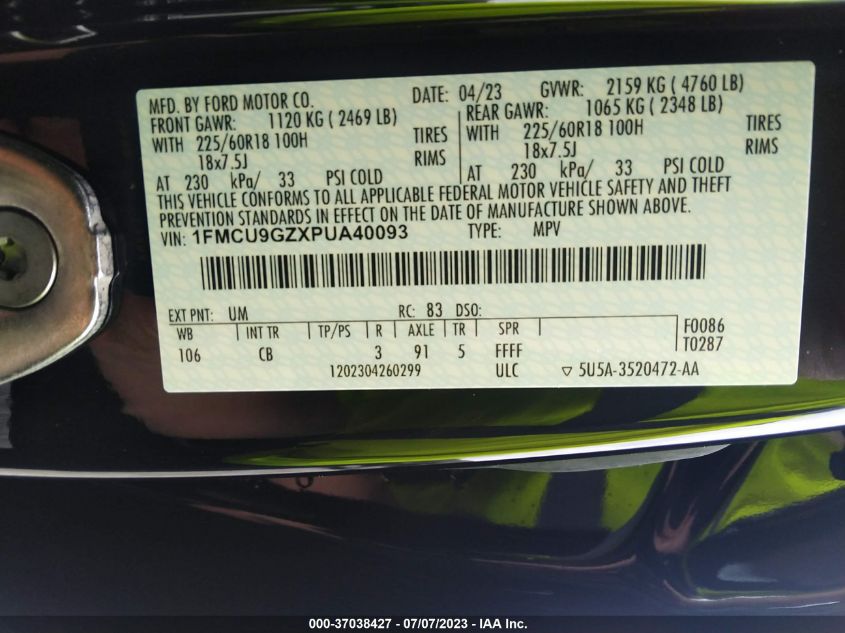 MFD. BY FORD MOTOR CO. DATE: 04/23 GVWR: 2159 KG ( 4760 LB)
FRONT GAWR: 1120 KG ( 2469 LB) REAR GAWR: 1065 KG ( 2348 LB)
WITH 225/60R18 100H TIRES WITH 225/60R18 100H TIRES
18x7.5J RIMS 18x7.5J RIMS
AT 230 kPa/ 33 PSI COLD AT 230 kPa/ 33 PSI COLD
THIS VEHICLE CONFORMS TO ALL APPLICABLE FEDERAL MOTOR VEHICLE SAFETY AND THEFT
PREVENTION STANDARDS IN EFFECT ON THE DATE OF MANUFACTURE SHOWN ABOVE.
VIN: 1FMCU9GZXPUA40093 TYPE: MPV
EXT PNT: UM RC: 83 DSO:
WB INT TR TP/PS R AXLE TR SPR F0086
106 CB 3 91 5 FFFF T0287
1202304260299 ULC ▽ 5U5A-3520472-AA
000-37038427 - 07/07/2023 - IAA Inc.